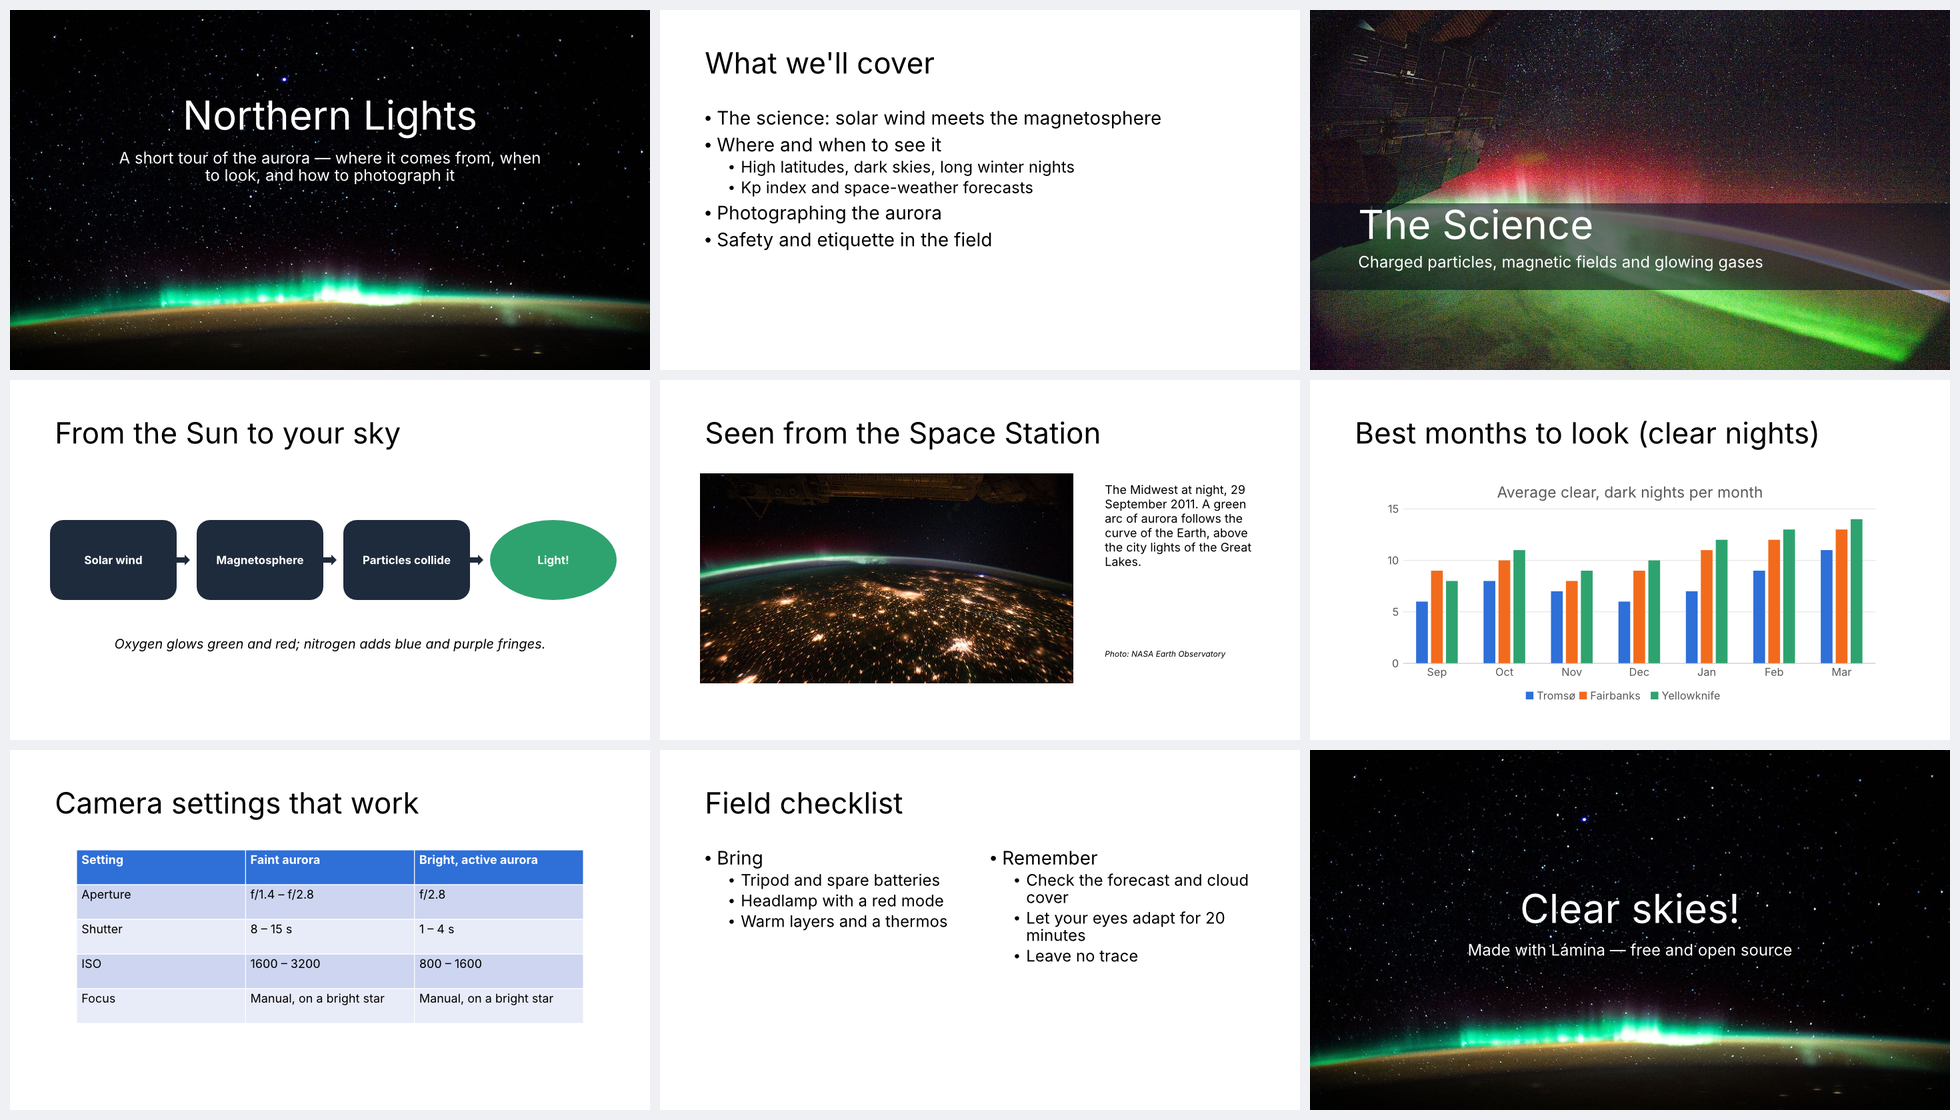 Northern Lights
A short tour of the aurora — where it comes from, when
to look, and how to photograph it
What we'll cover
• The science: solar wind meets the magnetosphere
• Where and when to see it
• High latitudes, dark skies, long winter nights
• Kp index and space-weather forecasts
• Photographing the aurora
• Safety and etiquette in the field
The Science
Charged particles, magnetic fields and glowing gases
From the Sun to your sky
Solar wind
Magnetosphere
Particles collide
Light!
Oxygen glows green and red; nitrogen adds blue and purple fringes.
Seen from the Space Station
The Midwest at night, 29
September 2011. A green
arc of aurora follows the
curve of the Earth, above
the city lights of the Great
Lakes.
Photo: NASA Earth Observatory
Best months to look (clear nights)
Average clear, dark nights per month
15
10
5
0
Sep Oct Nov Dec Jan Feb Mar
Tromsø Fairbanks Yellowknife
Camera settings that work
Setting Faint aurora Bright, active aurora
Aperture f/1.4 – f/2.8 f/2.8
Shutter 8 – 15 s 1 – 4 s
ISO 1600 – 3200 800 – 1600
Focus Manual, on a bright star Manual, on a bright star
Field checklist
• Bring
• Tripod and spare batteries
• Headlamp with a red mode
• Warm layers and a thermos
• Remember
• Check the forecast and cloud
cover
• Let your eyes adapt for 20
minutes
• Leave no trace
Clear skies!
Made with Lámina — free and open source